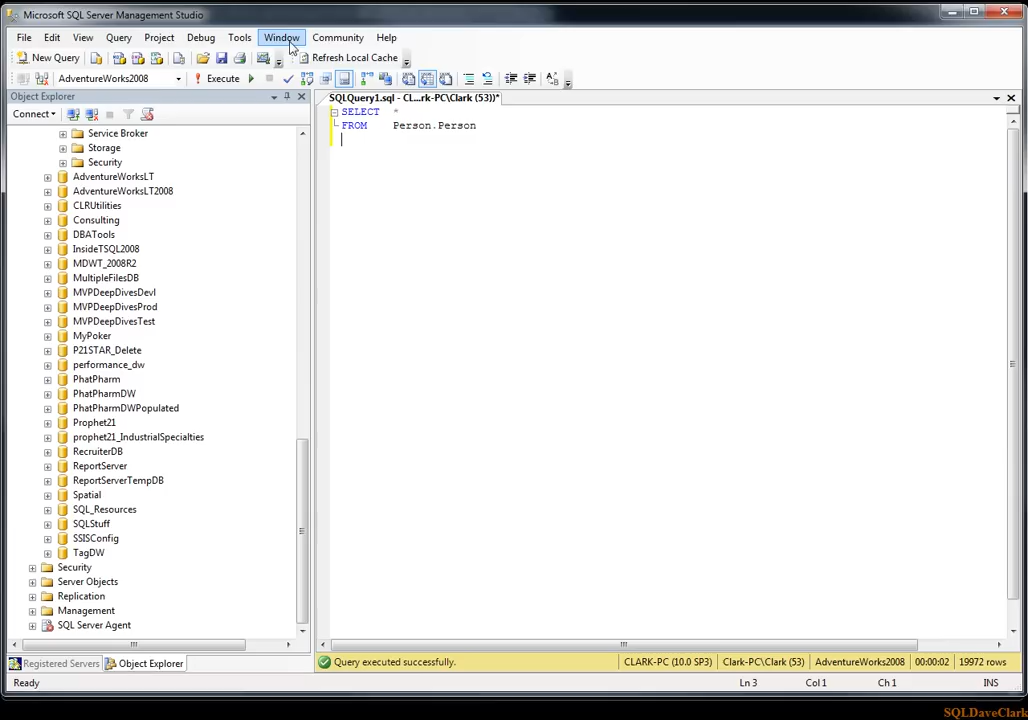 Microsoft SQL Server Management Studio
File Edit View Query Project Debug Tools Window Community Help
New Query Refresh Local Cache
AdventureWorks2008 ! Execute
Object Explorer
SQLQuery1.sql - CL...rk-PC\Clark (53))*
Connect
SELECT *
FROM Person.Person
Service Broker
Storage
Security
AdventureWorksLT
AdventureWorksLT2008
CLRUtilities
Consulting
DBATools
InsideTSQL2008
MDWT_2008R2
MultipleFilesDB
MVPDeepDivesDevl
MVPDeepDivesProd
MVPDeepDivesTest
MyPoker
P21STAR_Delete
performance_dw
PhatPharm
PhatPharmDW
PhatPharmDWPopulated
Prophet21
prophet21_IndustrialSpecialties
RecruiterDB
ReportServer
ReportServerTempDB
Spatial
SQL_Resources
SQLStuff
SSISConfig
TagDW
Security
Server Objects
Replication
Management
SQL Server Agent
Registered Servers Object Explorer
Query executed successfully. CLARK-PC (10.0 SP3) Clark-PC\Clark (53) AdventureWorks2008 00:00:02 19972 rows
Ready Ln 3 Col 1 Ch 1 INS
SQLDaveClark